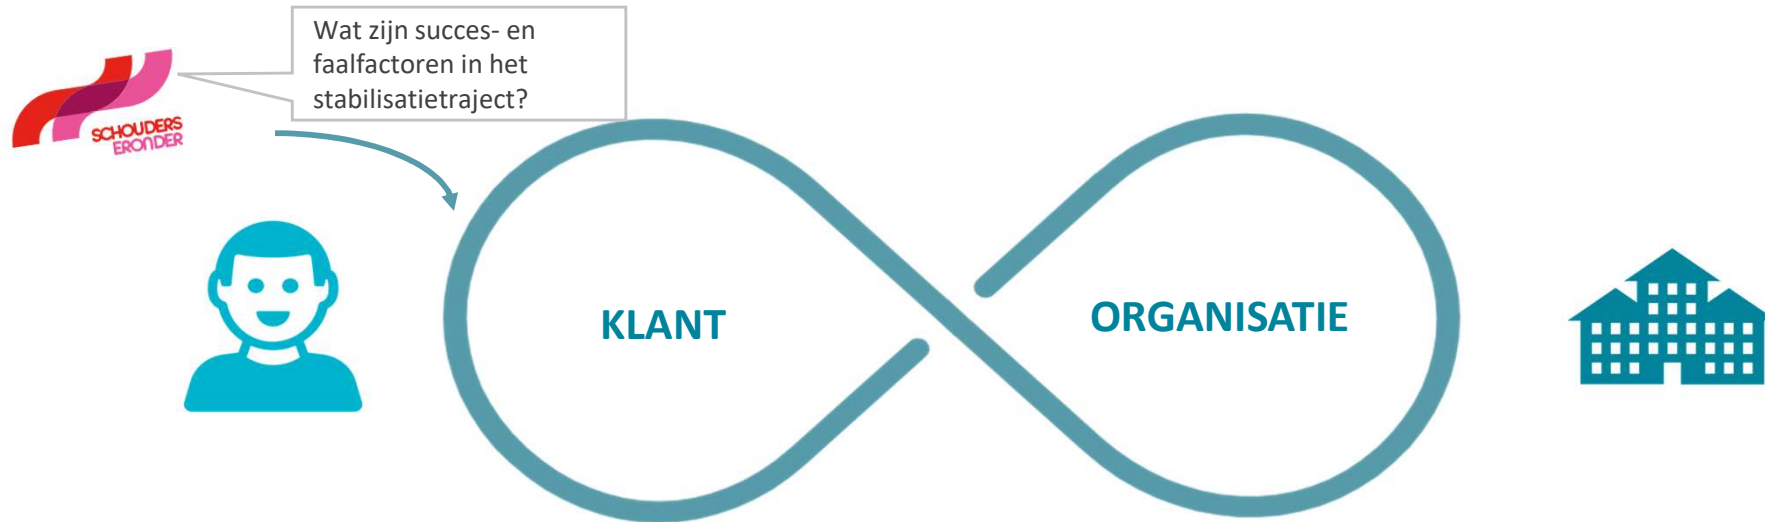 Wat zijn succes- en
faalfactoren in het
stabilisatietraject?
SCHOUDERS
ERONDER
KLANT
ORGANISATIE